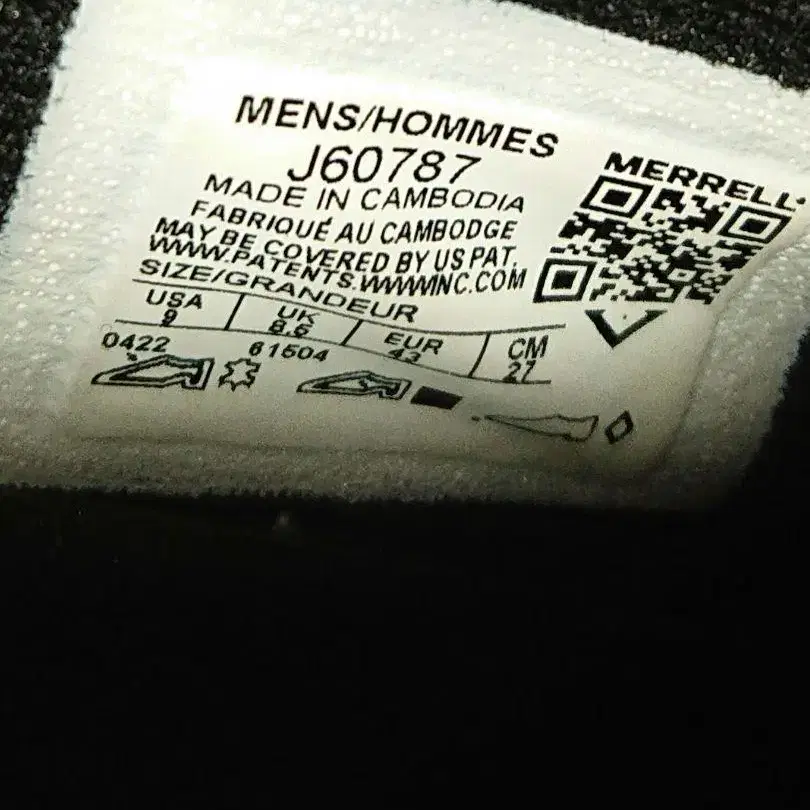 MENS/HOMMES
J60787
MADE IN CAMBODIA
FABRIQUÉ AU CAMBODGE
MAY BE COVERED BY US PAT.
WWW.PATENTS.WWWINC.COM
SIZE/GRANDEUR
USA UK EUR CM
9 8.5 43 27
0422 61504
MERRELL